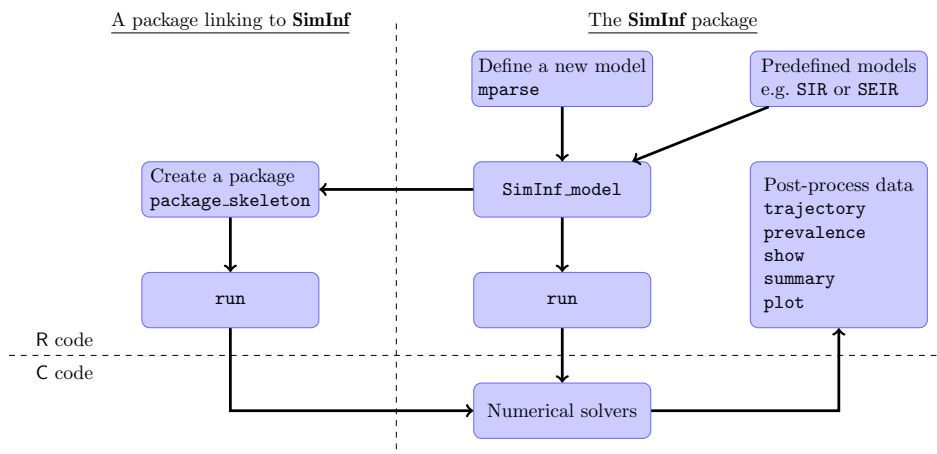 A package linking to SimInf
The SimInf package
Define a new model
mparse
Predefined models
e.g. SIR or SEIR
Create a package
package_skeleton
SimInf_model
Post-process data
trajectory
prevalence
show
summary
plot
run
run
R code
C code
Numerical solvers